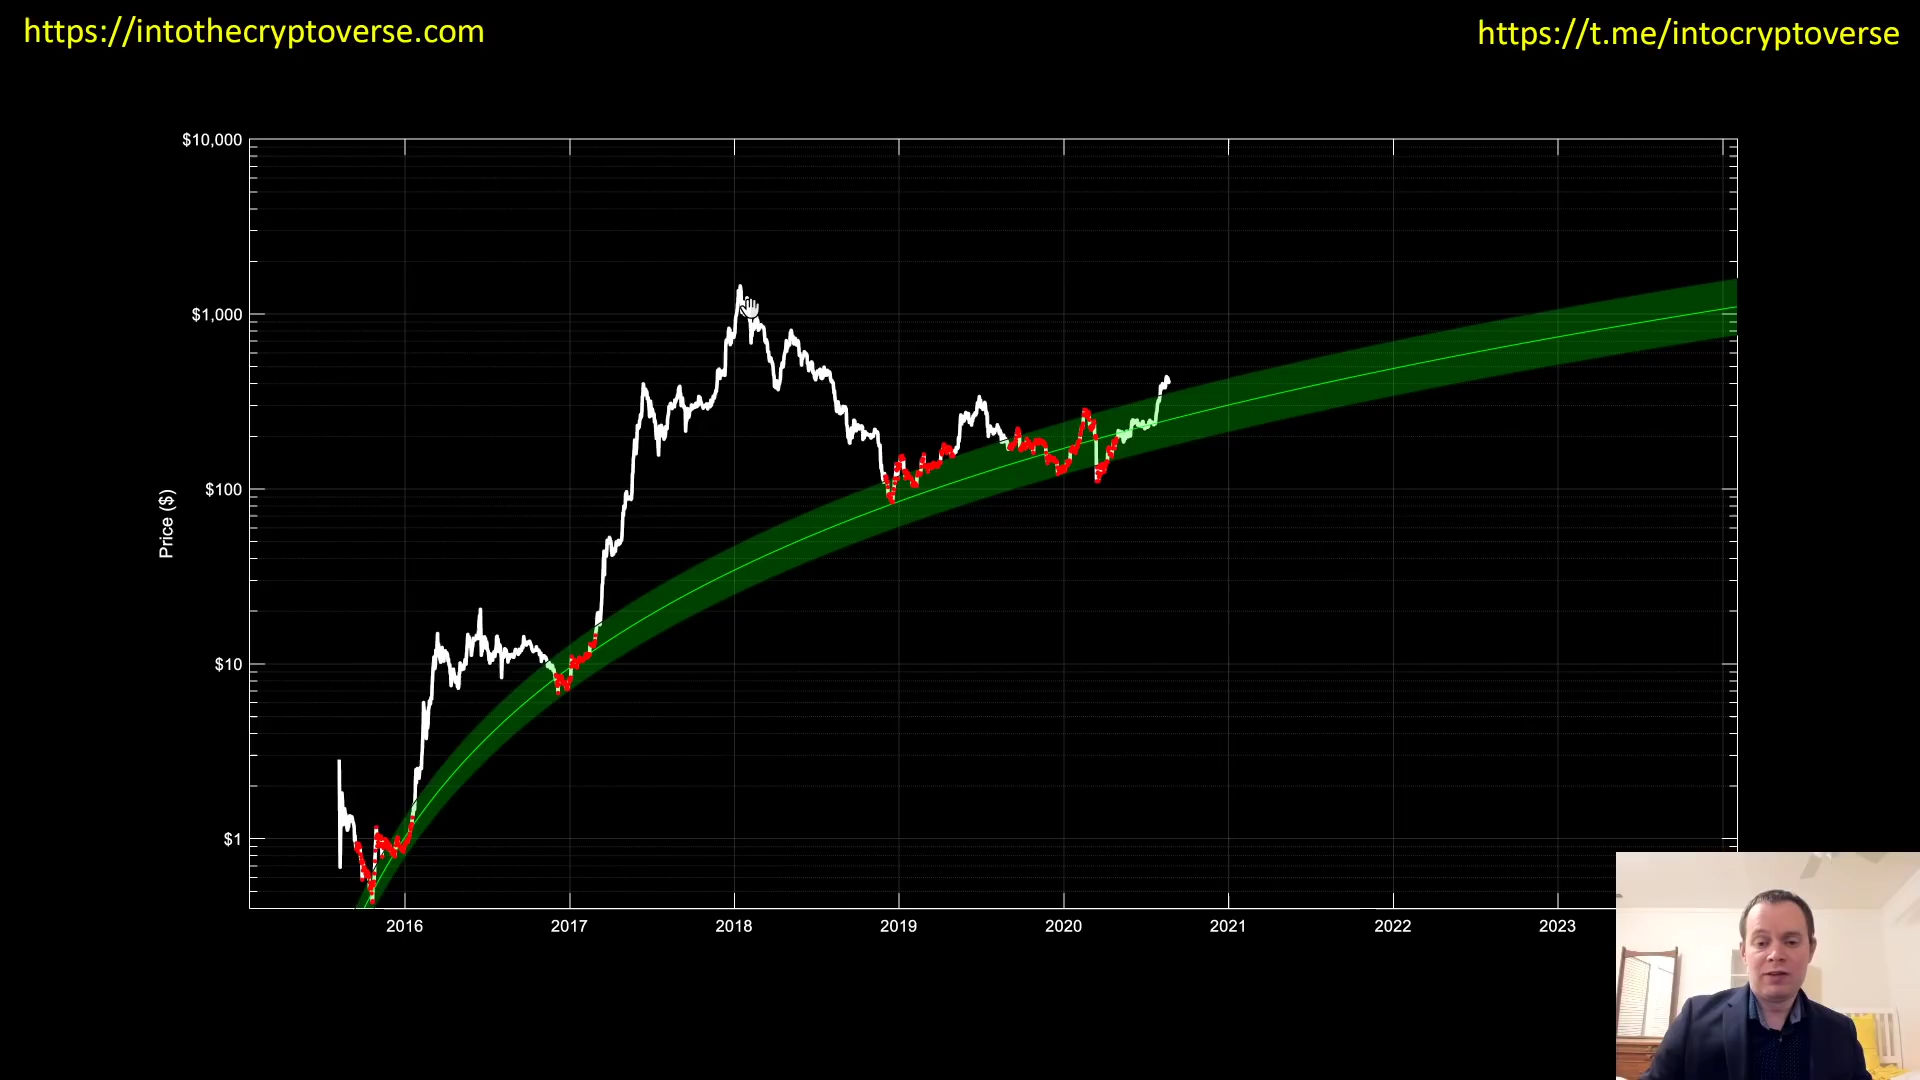 https://intothecryptoverse.com
https://t.me/intocryptoverse
$10,000
$1,000
$100
$10
$1
Price ($)
2016 2017 2018 2019 2020 2021 2022 2023